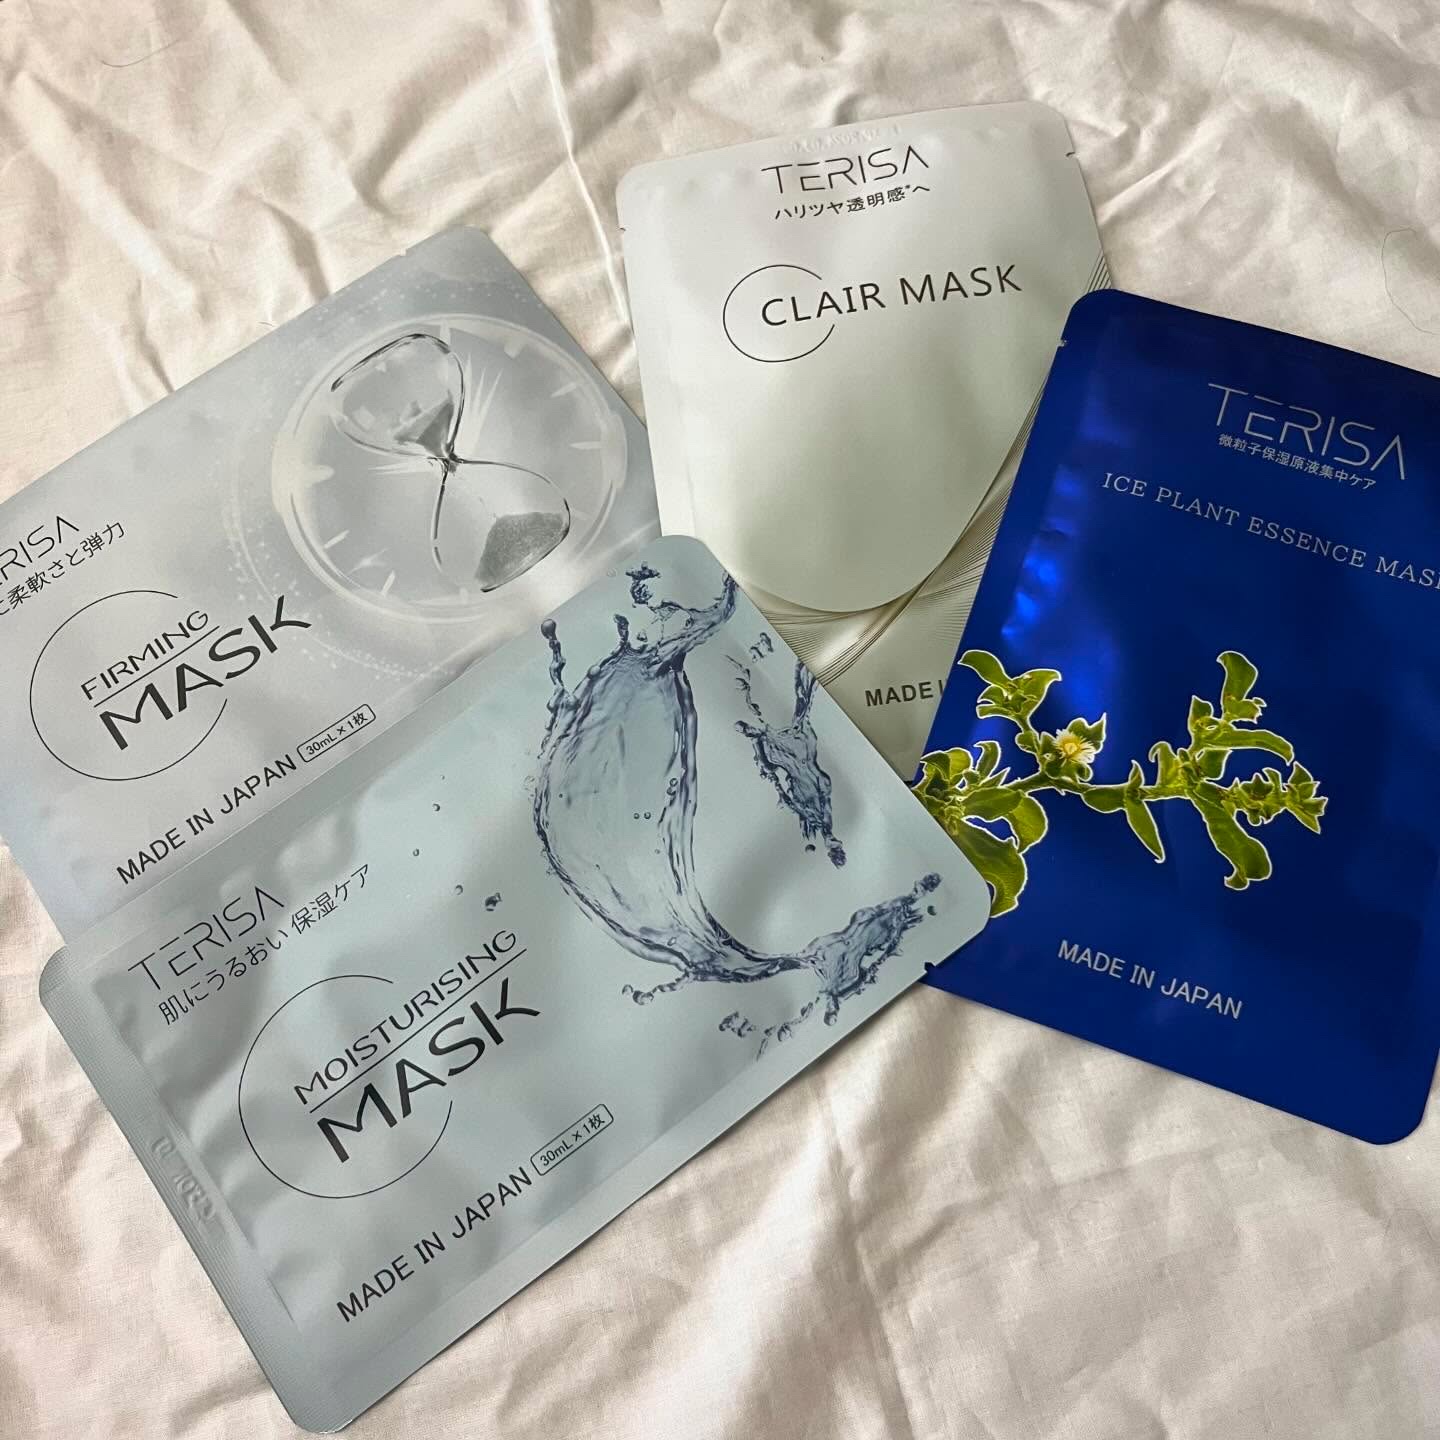 TERISA
ハリツヤ透明感*へ
CLAIR MASK
MADE
TERISA
微粒子保湿原液集中ケア
ICE PLANT ESSENCE MASK
MADE IN JAPAN
ERISA
と柔軟さと弾力
FIRMING
MASK
MADE IN JAPAN 30mL×1枚
TERISA
肌にうるおい 保湿ケア
MOISTURISING
MASK
MADE IN JAPAN 30mL×1枚